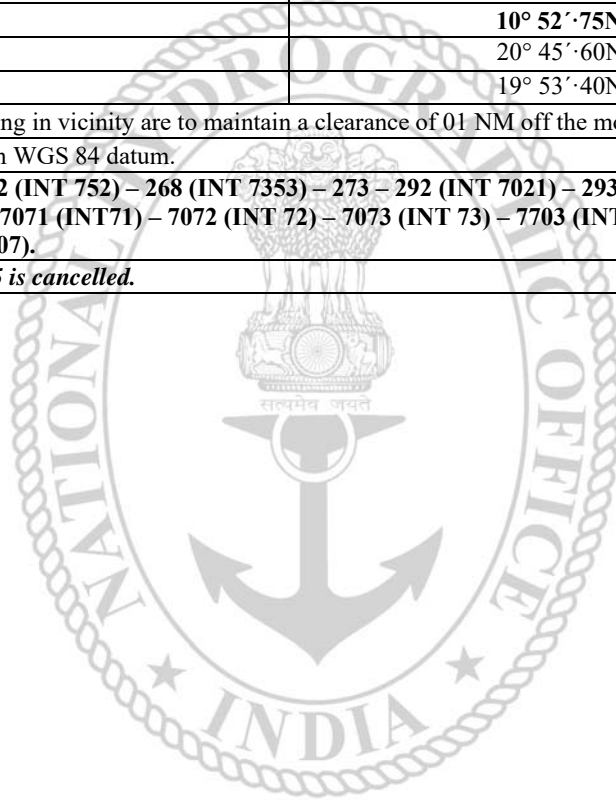 10° 52´·75N
20° 45´·60N
19° 53´·40N
ng in vicinity are to maintain a clearance of 01 NM off the mo
n WGS 84 datum.
2 (INT 752) – 268 (INT 7353) – 273 – 292 (INT 7021) – 293
7071 (INT71) – 7072 (INT 72) – 7073 (INT 73) – 7703 (INT
07).
is cancelled.
NATIONAL HYDROGRAPHIC OFFICE
सत्यमेव जयते
INDIA